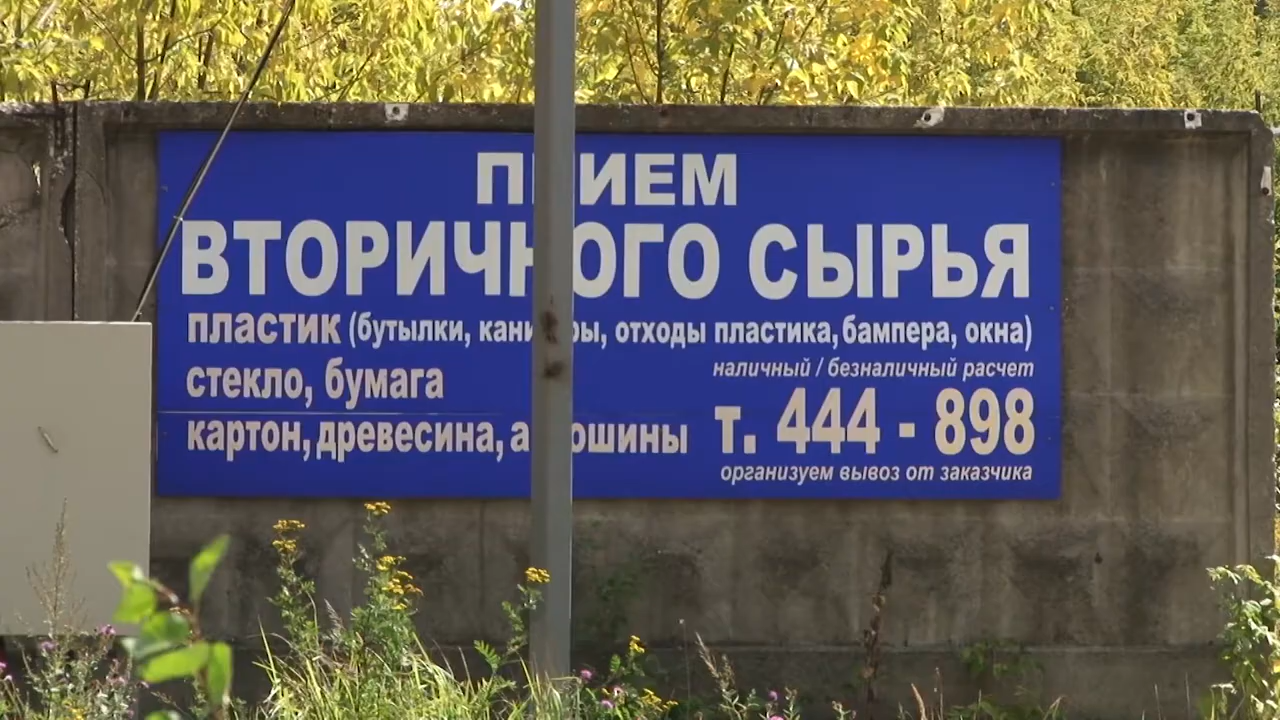 ПРИЕМ
ВТОРИЧНОГО СЫРЬЯ
пластик (бутылки, канистры, отходы пластика, бампера, окна)
стекло, бумага
картон, древесина, автошины
наличный / безналичный расчет
т. 444 - 898
организуем вывоз от заказчика